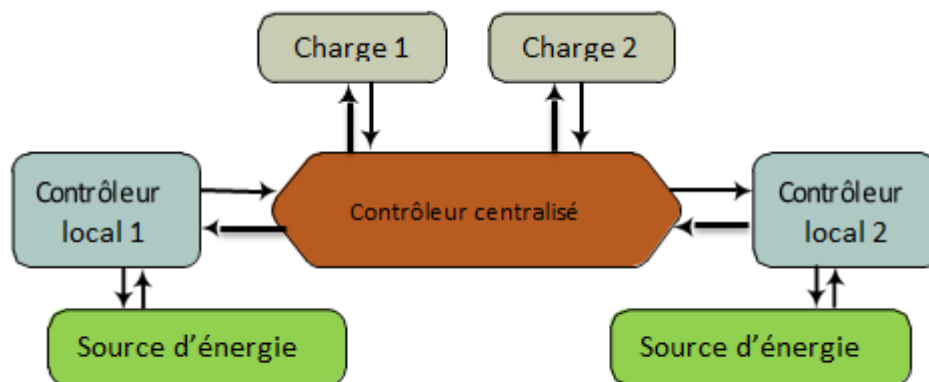 Charge 1
Charge 2
Contrôleur
local 1
Contrôleur centralisé
Contrôleur
local 2
Source d’énergie
Source d’énergie